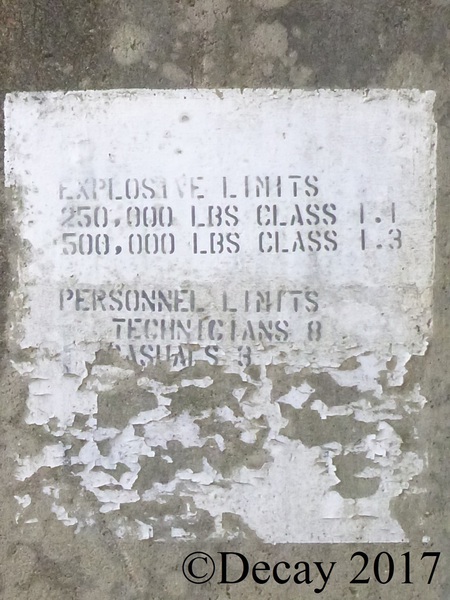 EXPLOSIVE LIMITS
250,000 LBS CLASS 1.1
500,000 LBS CLASS 1.3
PERSONNEL LIMITS
TECHNICIANS 8
CASUALS 3
©Decay 2017